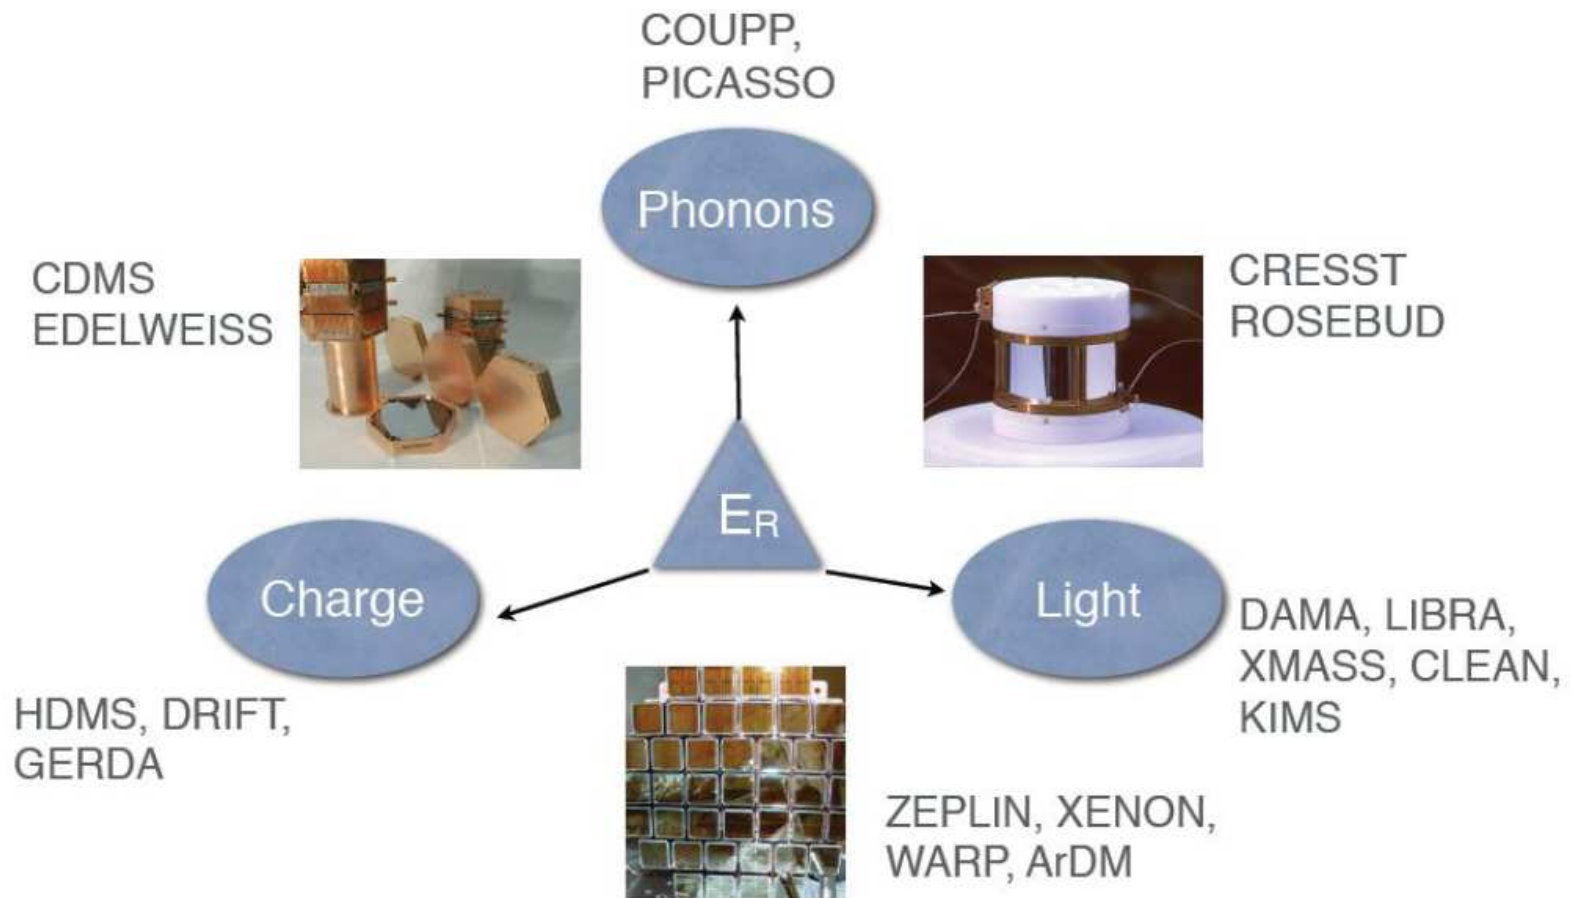 COUPP,
PICASSO
Phonons
CDMS
EDELWEISS
CRESST
ROSEBUD
ER
Charge
Light
HDMS, DRIFT,
GERDA
DAMA, LIBRA,
XMASS, CLEAN,
KIMS
ZEPLIN, XENON,
WARP, ArDM